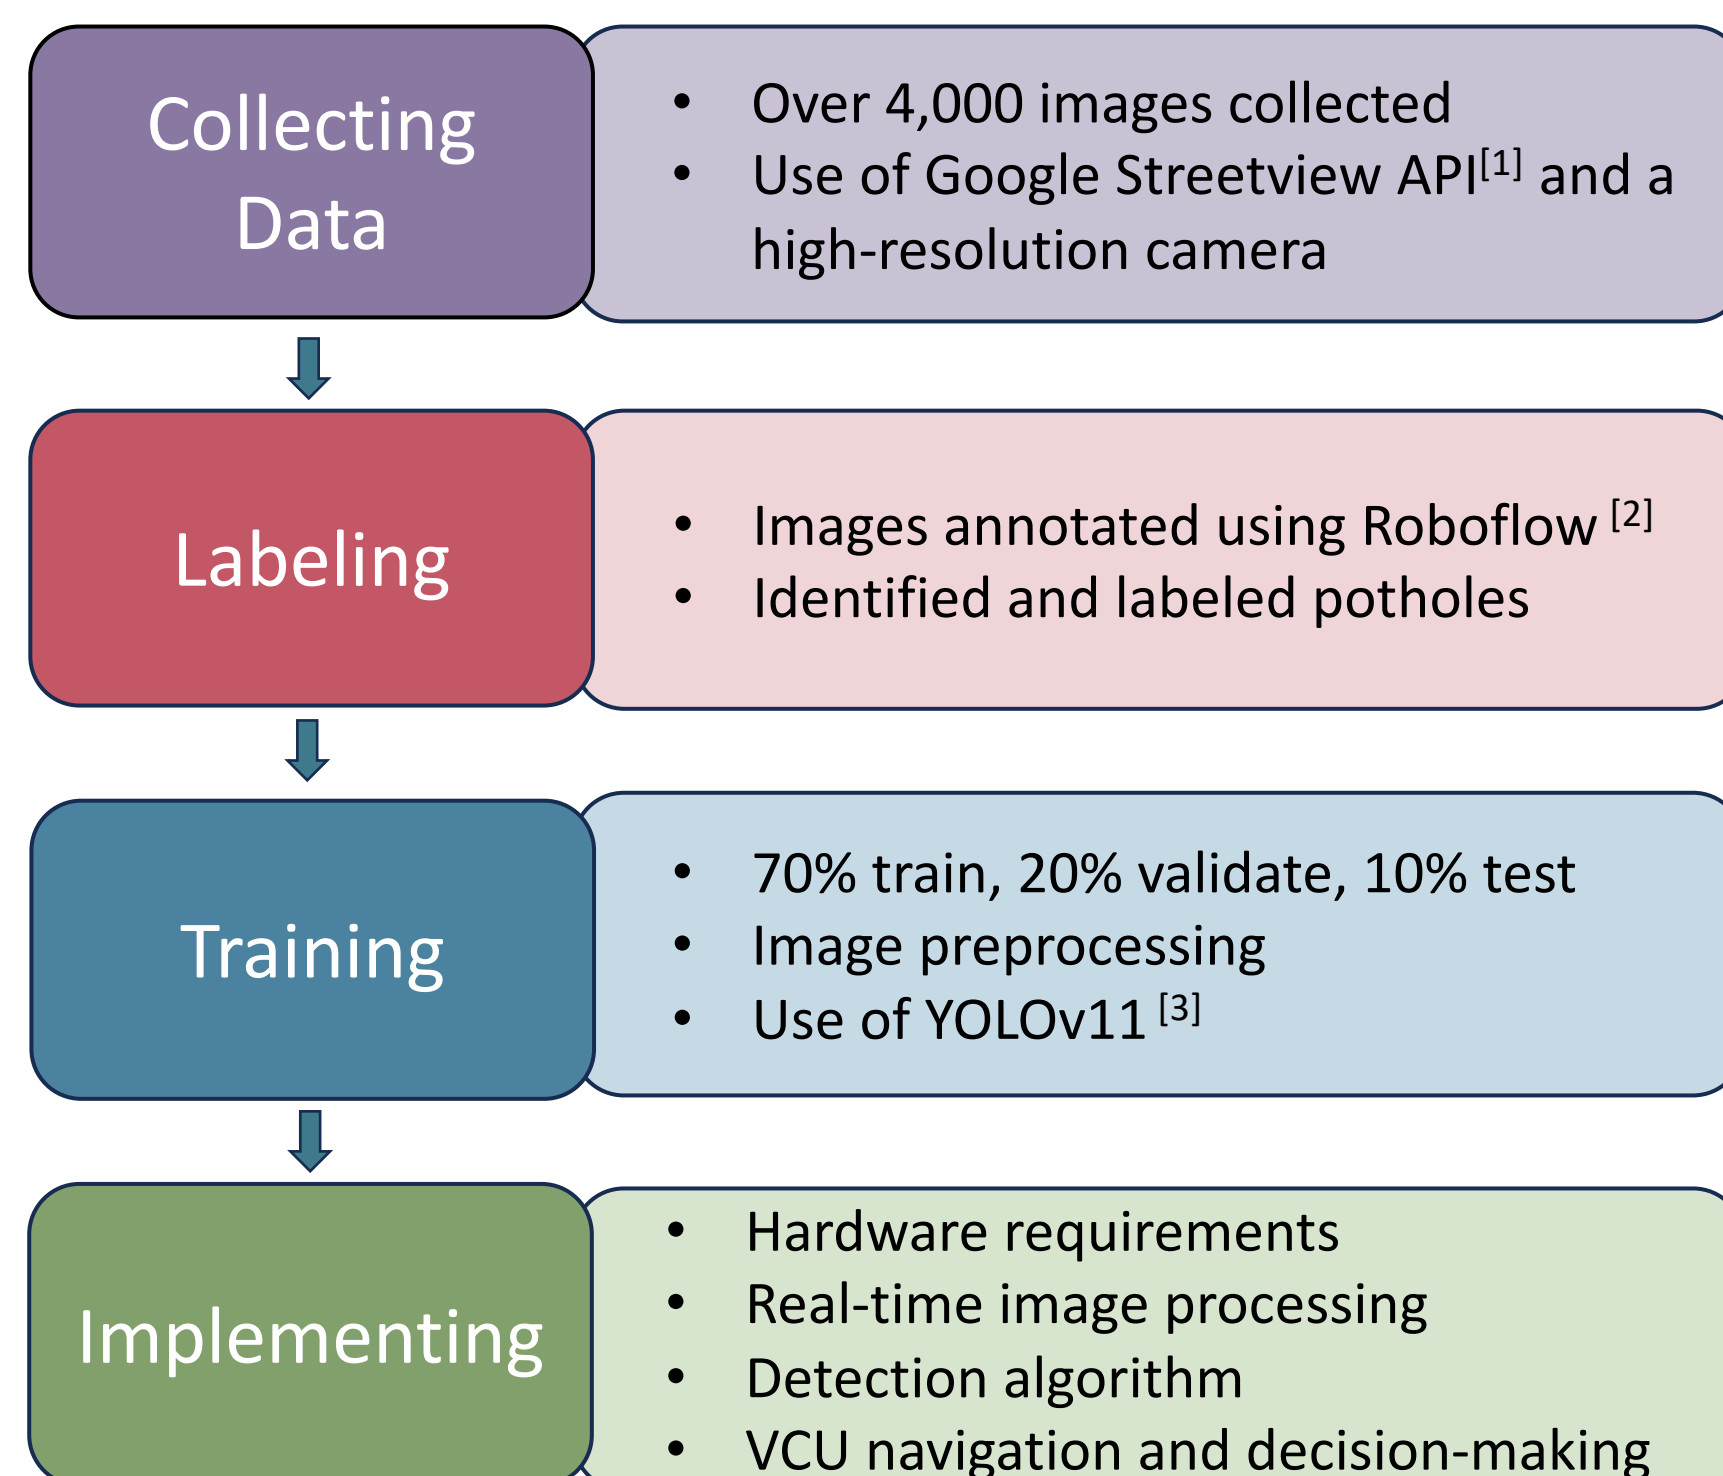 Collecting
Data
• Over 4,000 images collected
• Use of Google Streetview API[1] and a
high-resolution camera
Labeling
• Images annotated using Roboflow [2]
• Identified and labeled potholes
Training
• 70% train, 20% validate, 10% test
• Image preprocessing
• Use of YOLOv11 [3]
Implementing
• Hardware requirements
• Real-time image processing
• Detection algorithm
• VCU navigation and decision-making